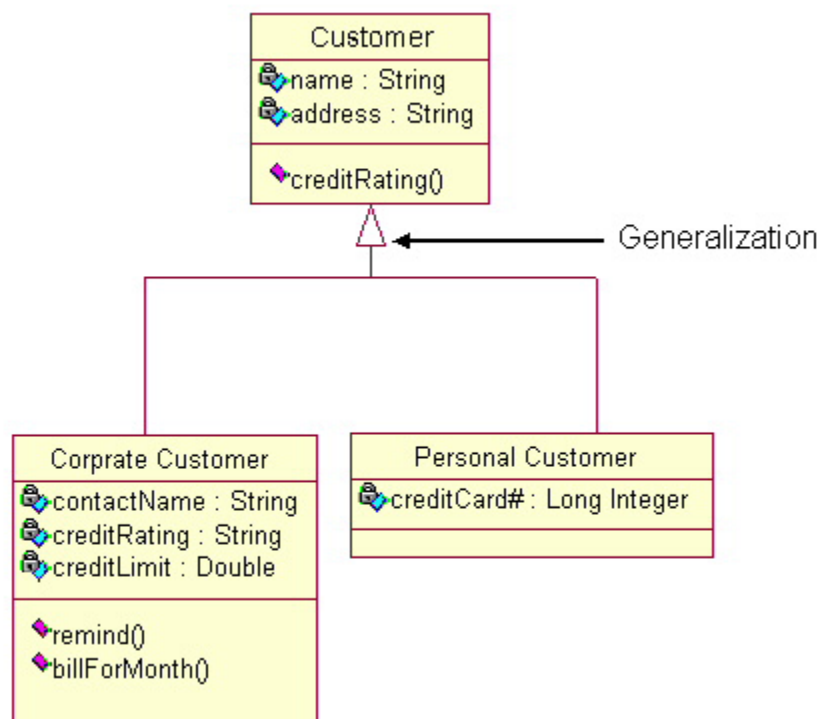 Customer
name : String
address : String
creditRating()
Generalization
Corprate Customer
contactName : String
creditRating : String
creditLimit : Double
remind()
billForMonth()
Personal Customer
creditCard# : Long Integer